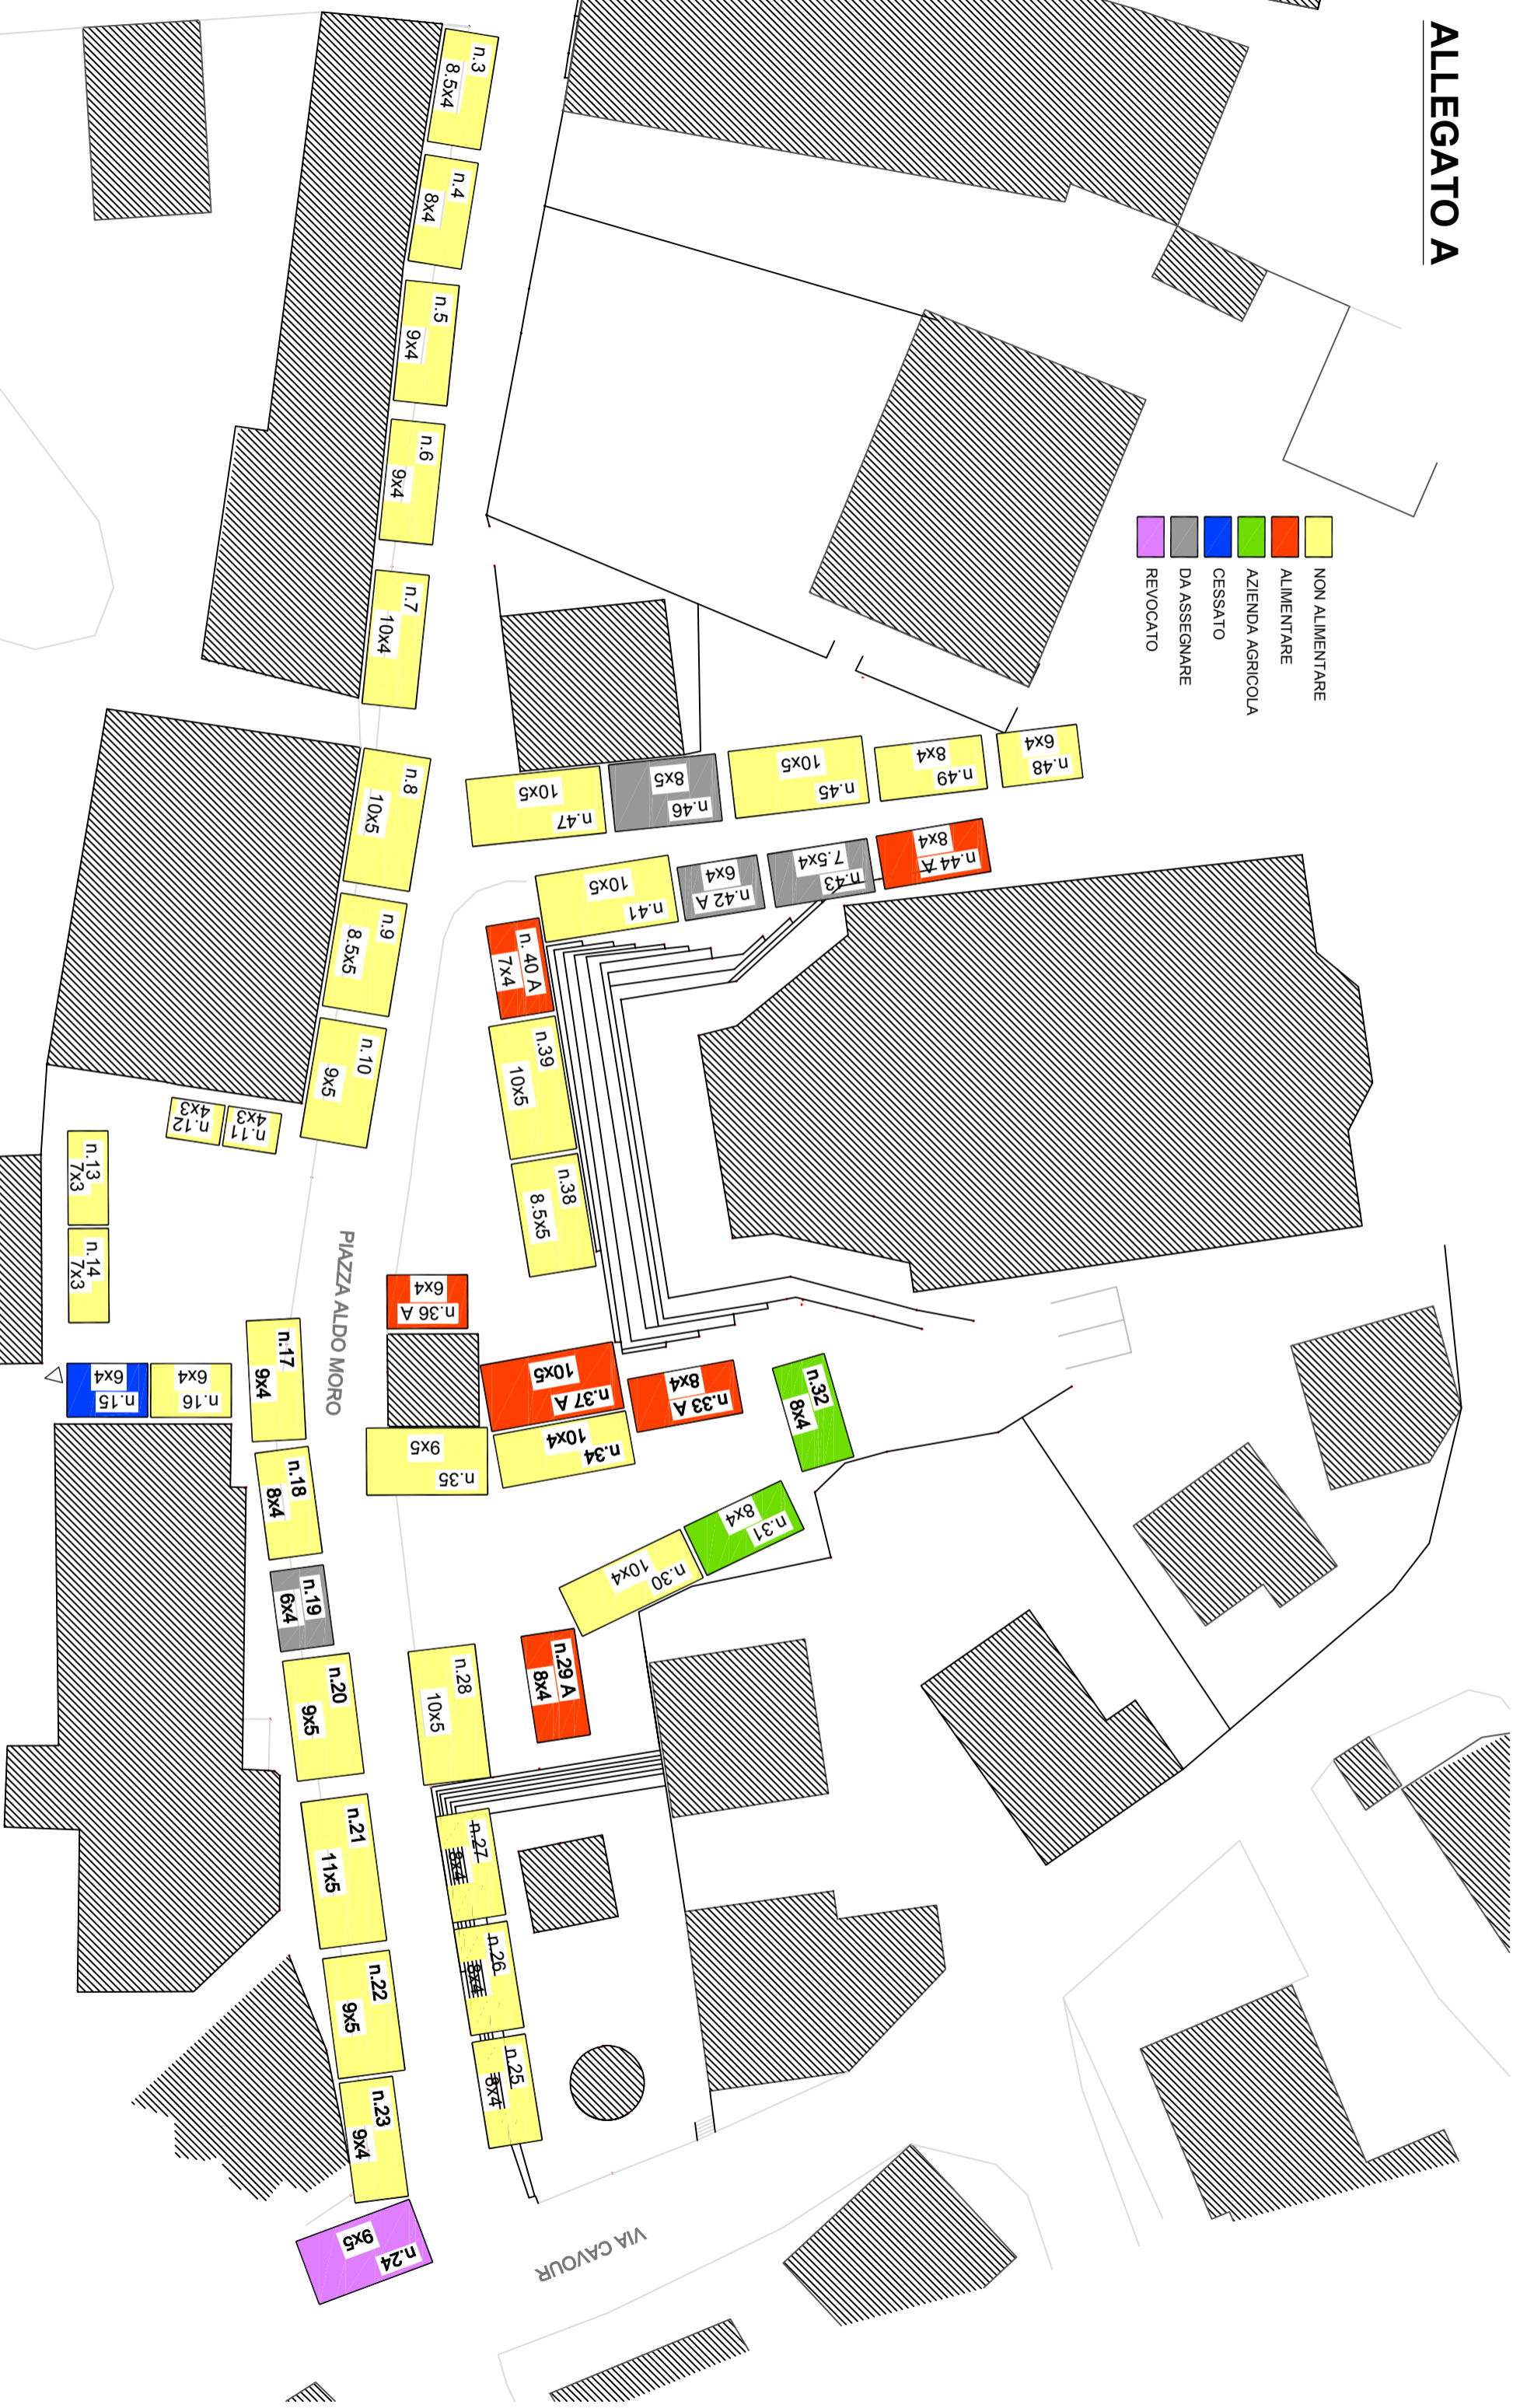 ALLEGATO A
NON ALIMENTARE
ALIMENTARE
AZIENDA AGRICOLA
CESSATO
DA ASSEGNARE
REVOCATO
n.3
8.5x4
n.4
8x4
n.5
9x4
n.6
9x4
n.7
10x4
n.8
10x5
n.9
8.5x5
n.10
9x5
n.11
4x3
n.12
4x3
n.13
7x3
n.14
7x3
n.15
6x4
n.16
6x4
n.17
9x4
n.18
8x4
n.19
6x4
n.20
9x5
n.21
11x5
n.22
9x5
n.23
9x4
n.24
9x5
n.25
8x4
n.26
8x4
n.27
8x4
n.28
10x5
n.29 A
8x4
n.30
10x4
n.31
8x4
n.32
8x4
n.33 A
8x4
n.34
10x4
n.35
9x5
n.36 A
6x4
n.37 A
10x5
n.38
8.5x5
n.39
10x5
n. 40 A
7x4
n.41
10x5
n.42 A
6x4
n.43
7.5x4
n.44 A
8x4
n.45
10x5
n.46
8x5
n.47
10x5
n.48
6x4
n.49
8x4
PIAZZA ALDO MORO
VIA CAVOUR